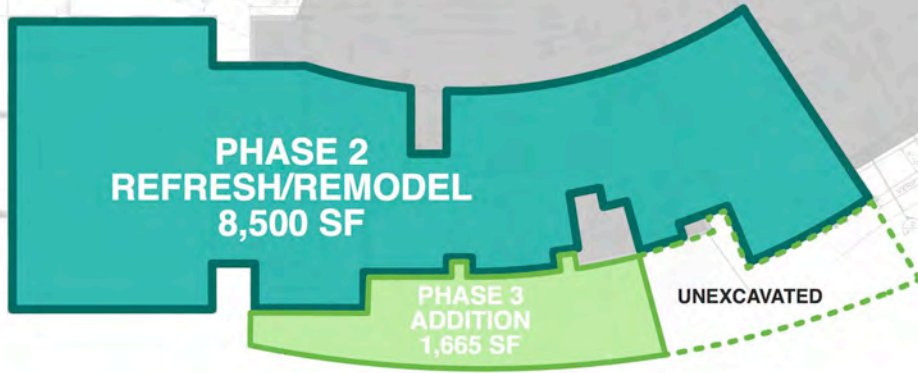 PHASE 2
REFRESH/REMODEL
8,500 SF
PHASE 3
ADDITION
1,665 SF
UNEXCAVATED